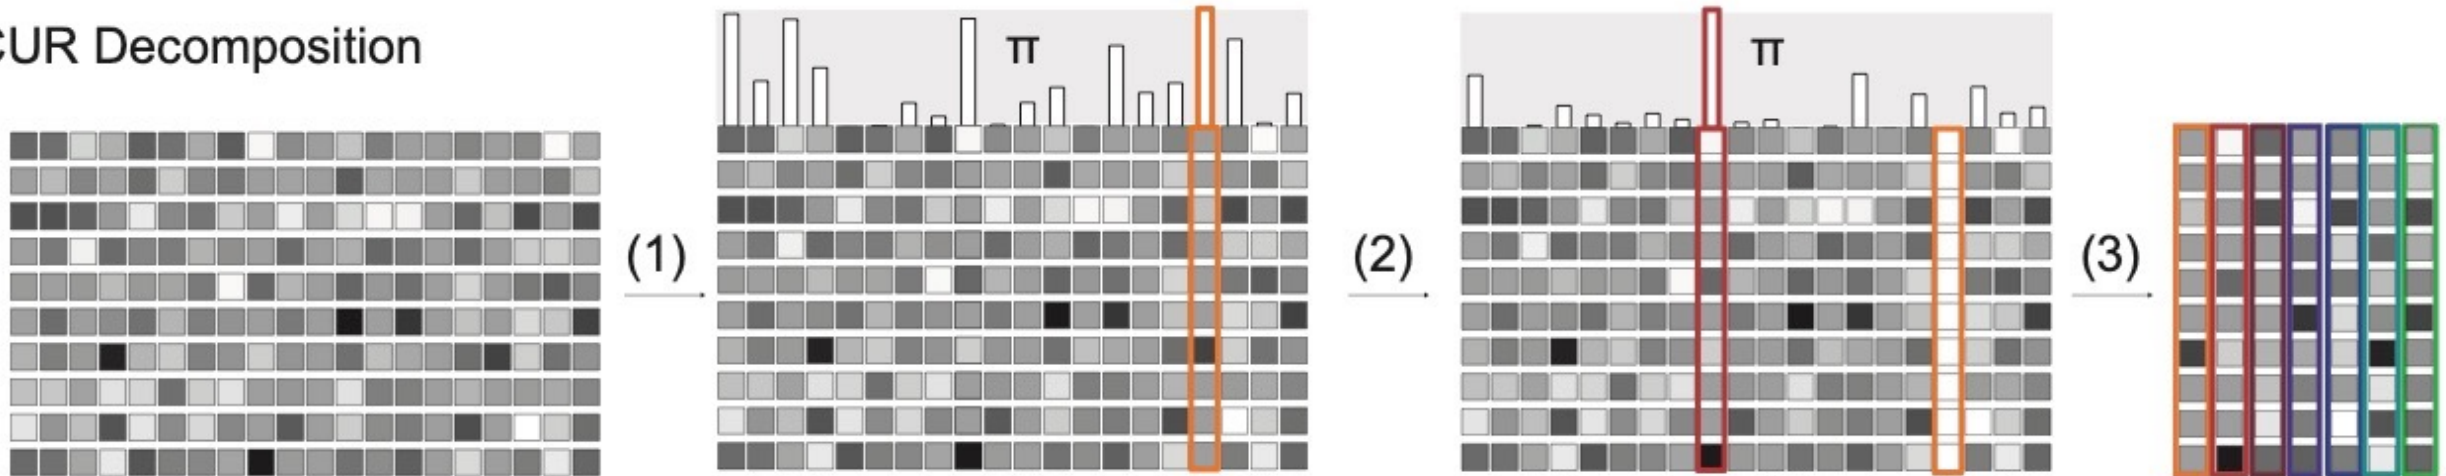 CUR Decomposition
π
π
(1)
(2)
(3)